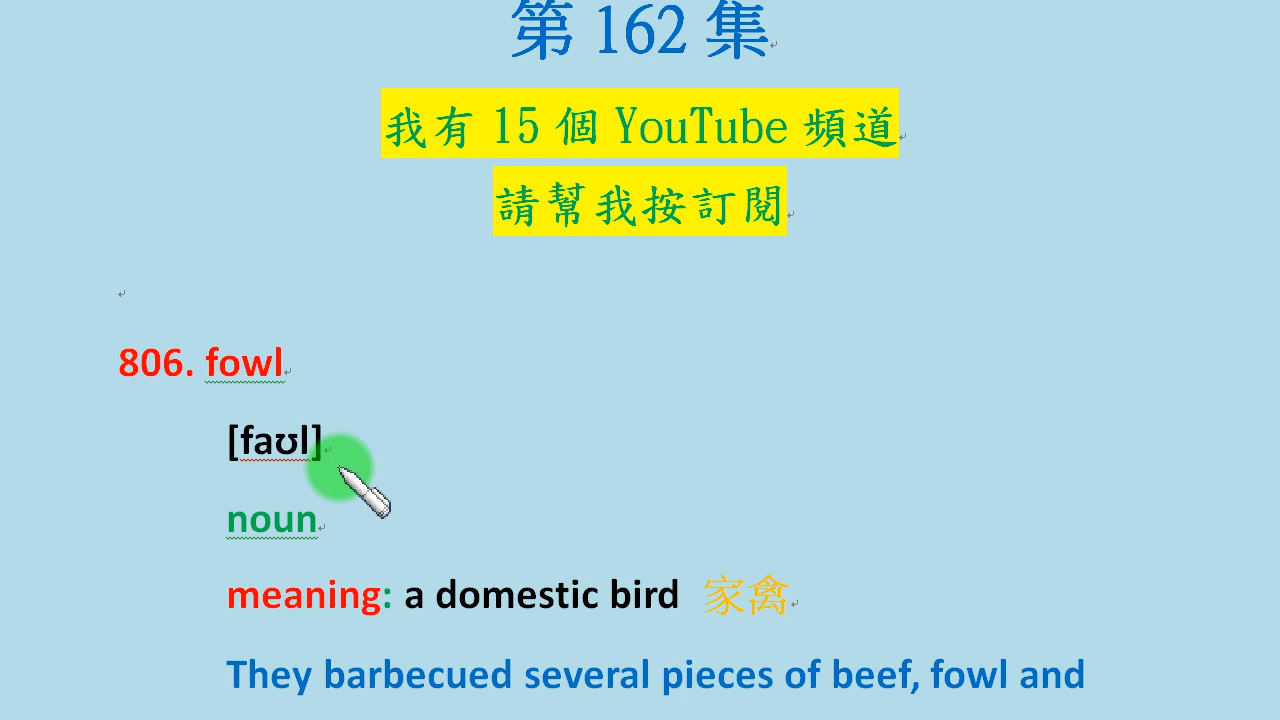 第 162 集
我有 15 個 YouTube 頻道
請幫我按訂閱
806. fowl
[faʊl]
noun
meaning: a domestic bird 家禽
They barbecued several pieces of beef, fowl and